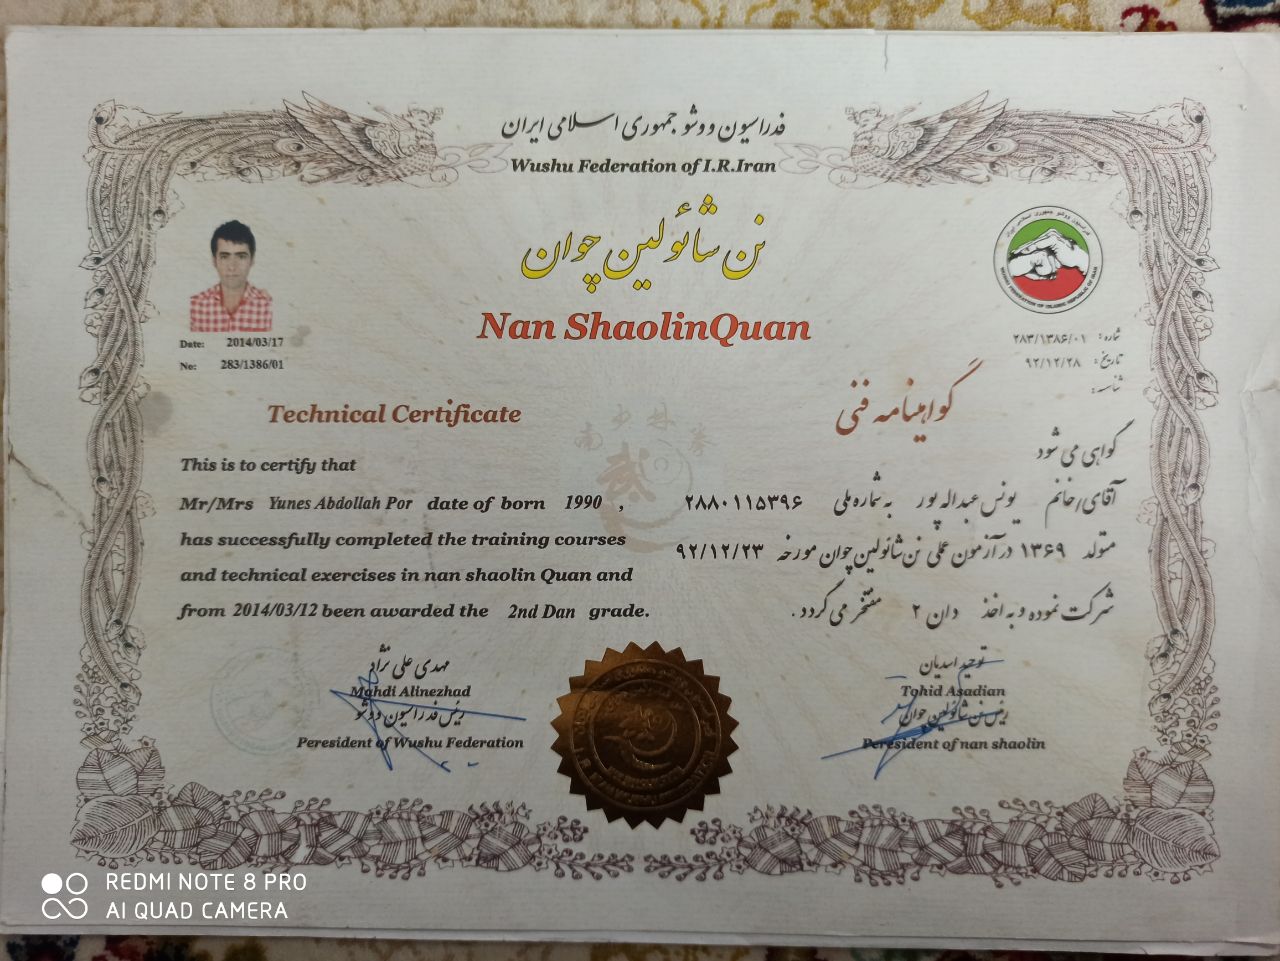 فدراسیون ووشو جمهوری اسلامی ایران
Wushu Federation of I.R.Iran
نن شائولین چوان
Nan ShaolinQuan
Date: 2014/03/17
No: 283/1386/01
شماره: ۲۸۳/۱۳۸۶/۰۱
تاریخ: ۹۲/۱۲/۲۸
شناسه:
Technical Certificate
This is to certify that
Mr/Mrs Yunes Abdollah Por date of born 1990 ,
has successfully completed the training courses
and technical exercises in nan shaolin Quan and
from 2014/03/12 been awarded the 2nd Dan grade.
گواهینامه فنی
گواهی می شود
آقای/خانم یونس عبداله پور به شماره ملی ۲۸۸۰۱۱۵۳۹۶
متولد ۱۳۶۹ در آزمون عملی نن شائولین چوان مورخه ۹۲/۱۲/۲۳
شرکت نموده و به اخذ دان ۲ مفتخر می گردد .
南少林拳
武
مهدی علی نژاد
Mahdi Alinezhad
رئیس فدراسیون ووشو
Peresident of Wushu Federation
توحید اسدیان
Tohid Asadian
رئیس نن شائولین چوان
Peresident of nan shaolin
REDMI NOTE 8 PRO
AI QUAD CAMERA